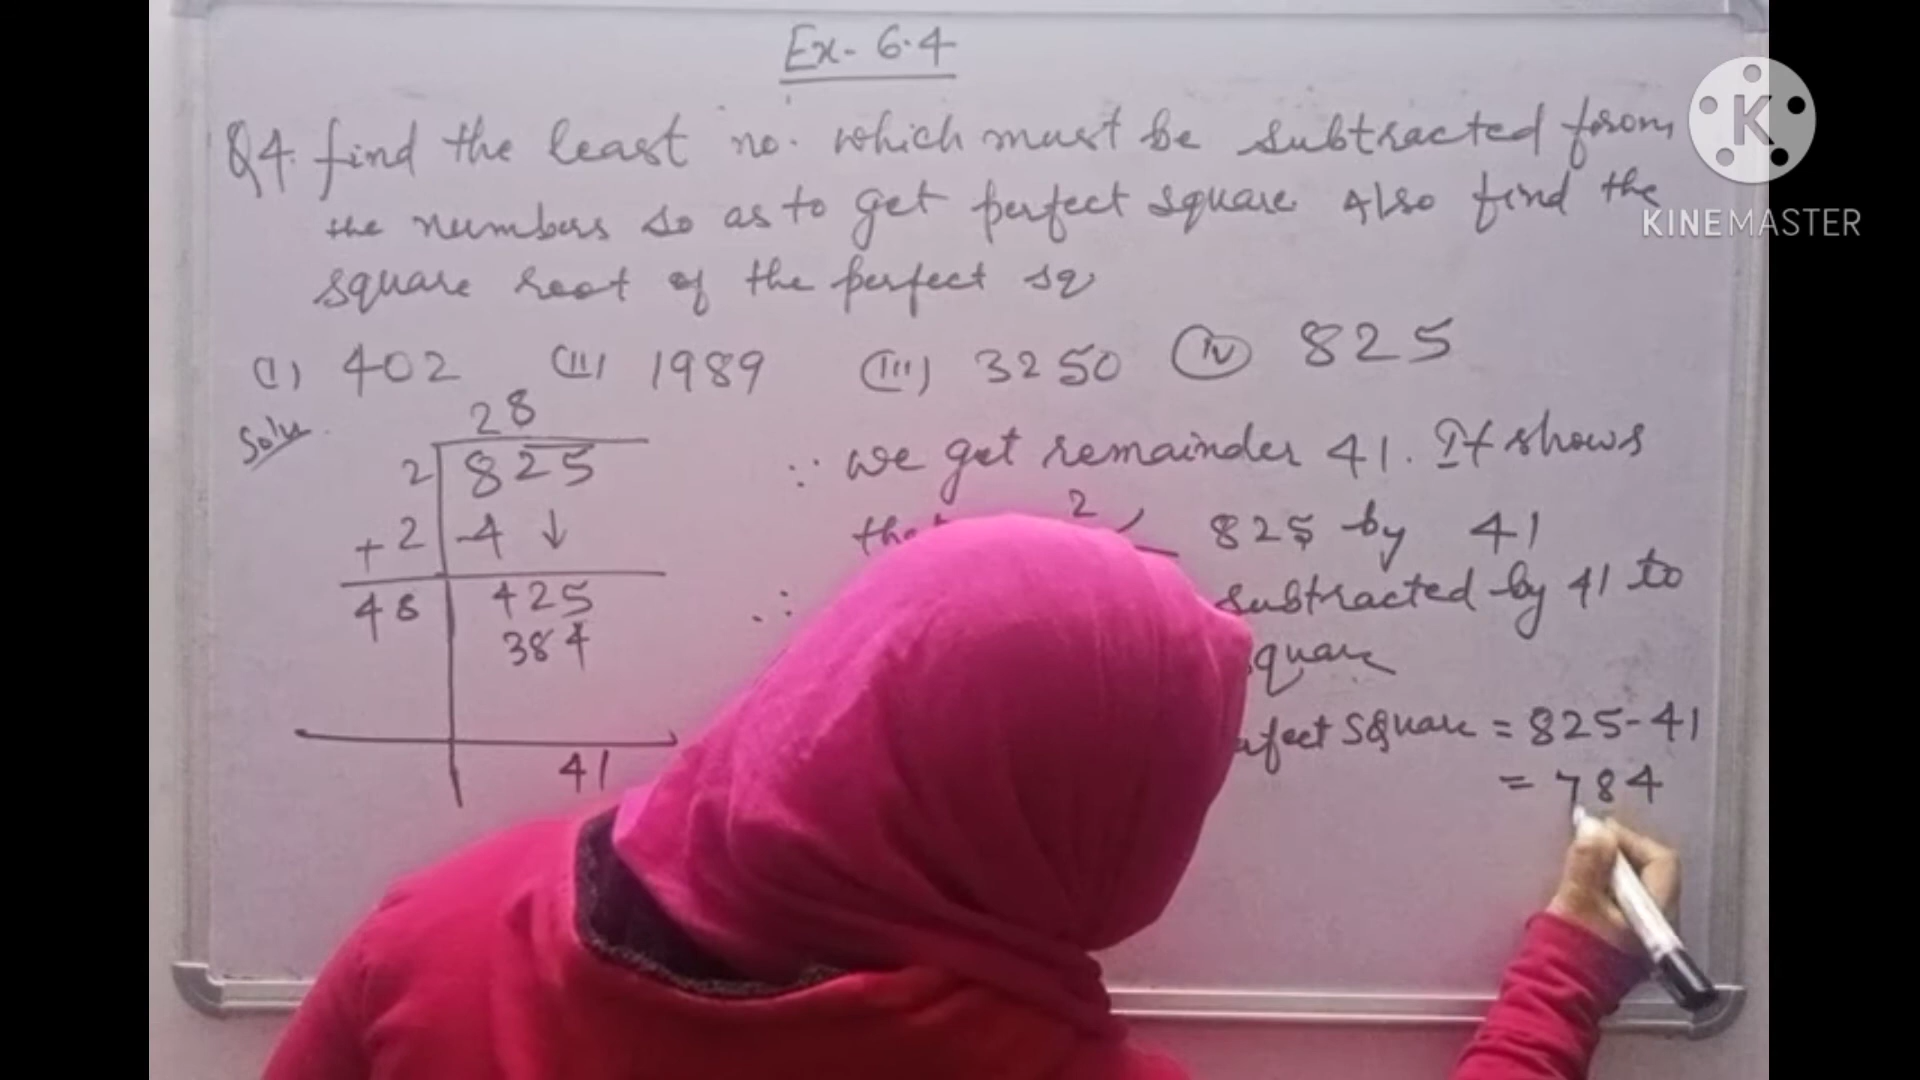 Ex- 6.4
Q4. find the least no. which must be subtracted from
the numbers so as to get perfect square Also find the
square root of the perfect sq
(i) 402 (ii) 1989 (iii) 3250 (iv) 825
Soln.
28
2 825
+2 -4 ↓
48 425
384
41
∵ we get remainder 41. It shows
2 825 by 41
∴ subtracted by 41 to
square
Square = 825-41
= 784
K
KINEMASTER